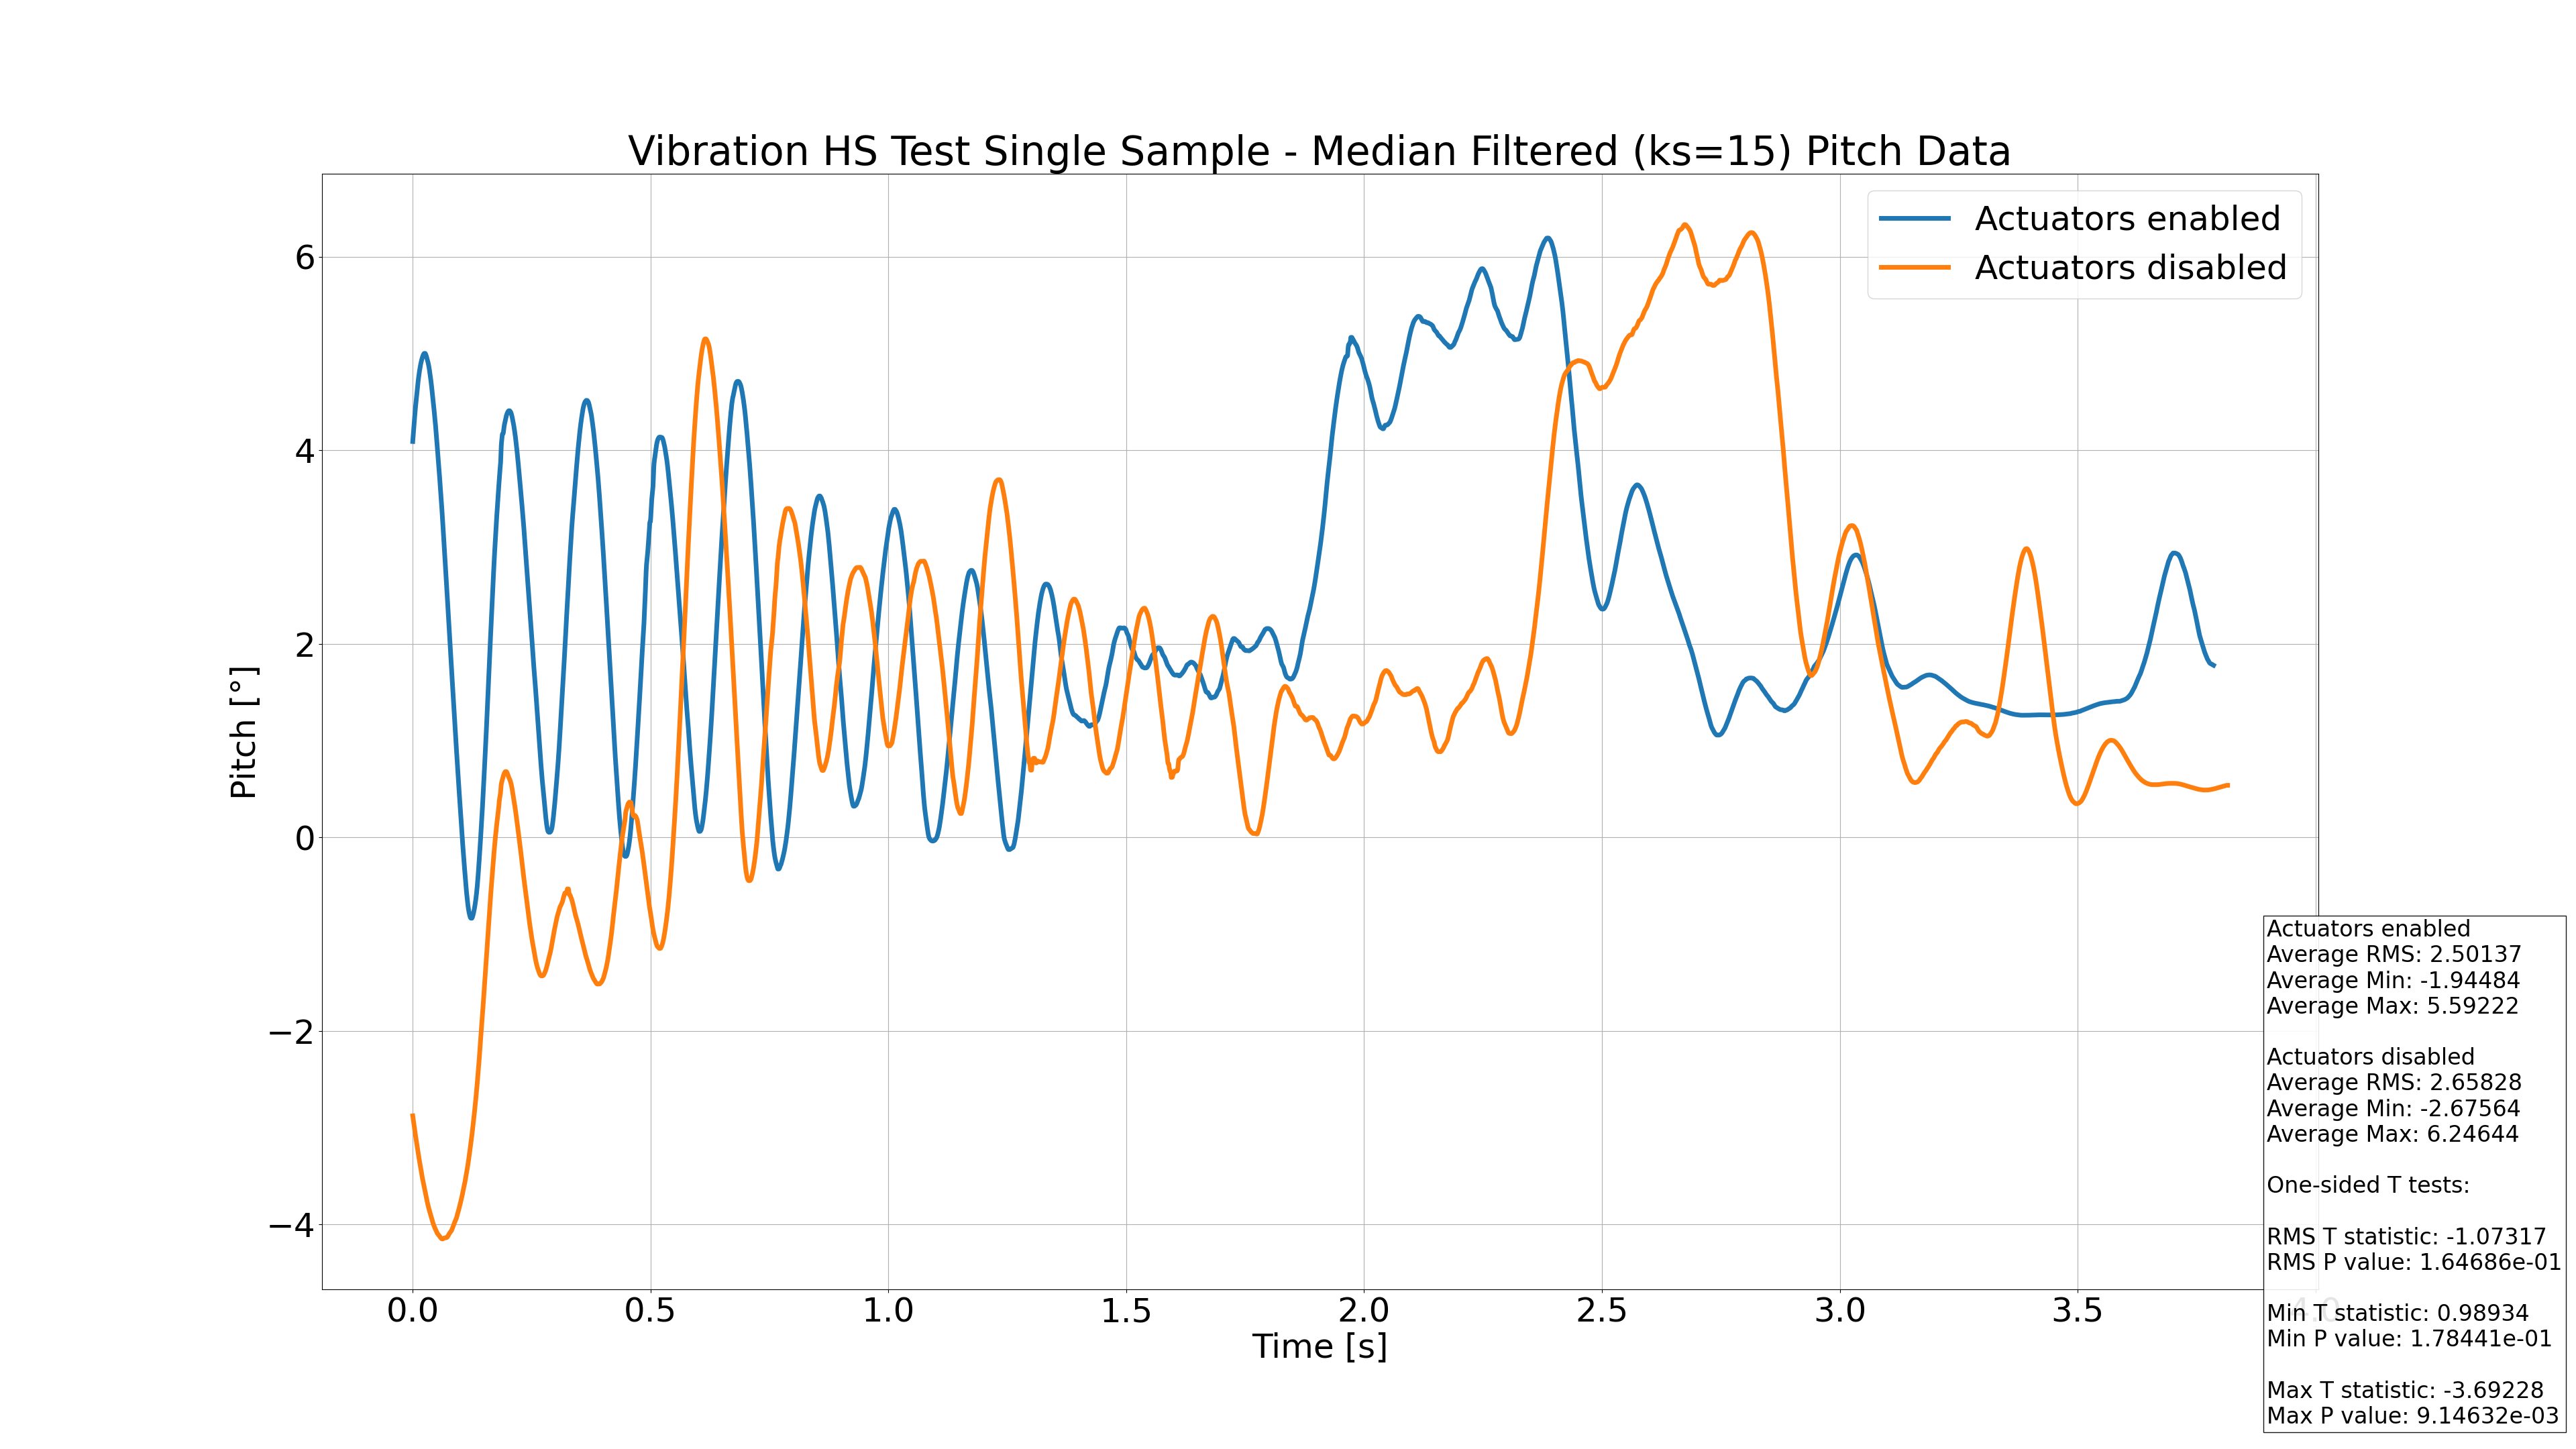 Vibration HS Test Single Sample - Median Filtered (ks=15) Pitch Data
Actuators enabled
Actuators disabled
6
4
2
0
−2
−4
Pitch [°]
0.0 0.5 1.0 1.5 2.0 2.5 3.0 3.5 4.0
Time [s]
Actuators enabled
Average RMS: 2.50137
Average Min: -1.94484
Average Max: 5.59222
Actuators disabled
Average RMS: 2.65828
Average Min: -2.67564
Average Max: 6.24644
One-sided T tests:
RMS T statistic: -1.07317
RMS P value: 1.64686e-01
Min T statistic: 0.98934
Min P value: 1.78441e-01
Max T statistic: -3.69228
Max P value: 9.14632e-03